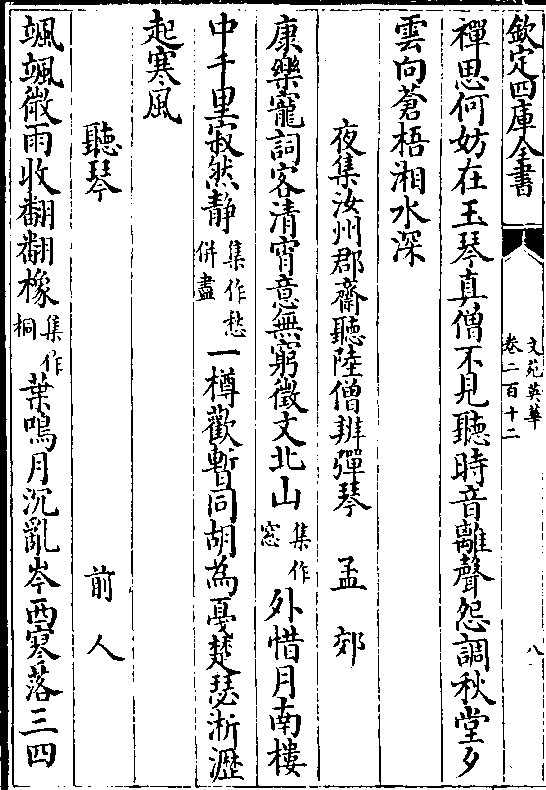 欽定四庫全書
文苑英華
卷二百十二
八
禪思何妨在玉琴真僧不見聽時音離聲怨調秋堂夕
雲向蒼梧湘水深
夜集汝州郡齋聽陸僧辨彈琴 孟郊
康樂寵詞客清宵意無窮徵文北山集作窓外惜月南樓
中千里寂然靜集作愁併盡一樽歡暫同胡為戛楚瑟淅瀝
起寒風
聽琴 前人
颯颯微雨收翻翻橡集作桐葉鳴月沉亂岑西寒落三四